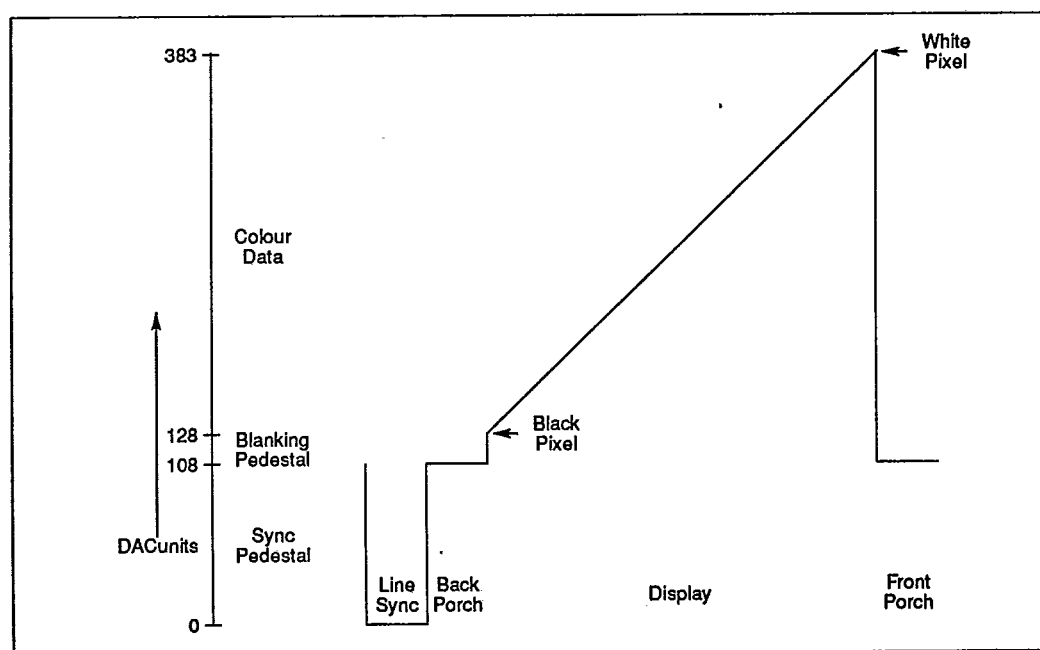 383
White
Pixel
Colour
Data
128
Black
Pixel
Blanking
Pedestal
108
DACunits
Sync
Pedestal
Line
Sync
Back
Porch
Display
Front
Porch
0